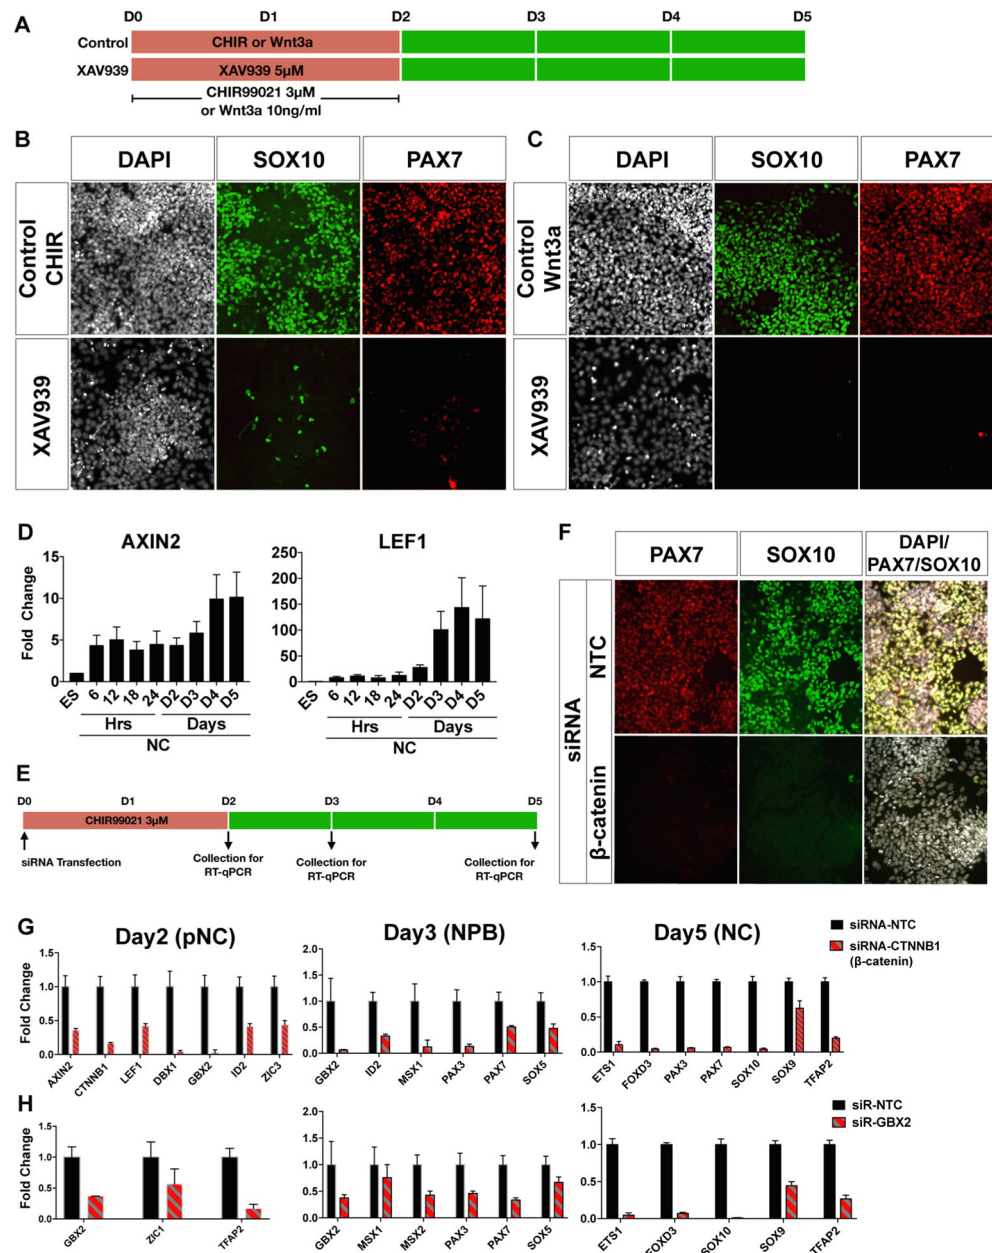 A
D0 D1 D2 D3 D4 D5
Control CHIR or Wnt3a
XAV939 XAV939 5μM
CHIR99021 3μM
or Wnt3a 10ng/ml
B
DAPI SOX10 PAX7
Control
CHIR
XAV939
C
DAPI SOX10 PAX7
Control
Wnt3a
XAV939
D
AXIN2
Fold Change
15
10
5
0
ES 6 12 18 24 D2 D3 D4 D5
Hrs Days
NC
LEF1
250
200
150
100
50
0
ES 6 12 18 24 D2 D3 D4 D5
Hrs Days
NC
E
D0 D1 D2 D3 D4 D5
CHIR99021 3μM
siRNA Transfection
Collection for
RT-qPCR
Collection for
RT-qPCR
Collection for
RT-qPCR
F
PAX7 SOX10 DAPI/
PAX7/SOX10
siRNA
NTC
β-catenin
G
Day2 (pNC)
Fold Change
1.5
1.0
0.5
0.0
AXIN2 CTNNB1 LEF1 DBX1 GBX2 ID2 ZIC3
Day3 (NPB)
2.0
1.5
1.0
0.5
0.0
GBX2 ID2 MSX1 PAX3 PAX7 SOX5
Day5 (NC)
1.5
1.0
0.5
0.0
ETS1 FOXD3 PAX3 PAX7 SOX10 SOX9 TFAP2
siRNA-NTC
siRNA-CTNNB1
(β-catenin)
H
Fold Change
2.0
1.5
1.0
0.5
0.0
GBX2 ZIC1 TFAP2
2.0
1.5
1.0
0.5
0.0
GBX2 MSX1 MSX2 PAX3 PAX7 SOX5
1.5
1.0
0.5
0.0
ETS1 FOXD3 SOX10 SOX9 TFAP2
siR-NTC
siR-GBX2